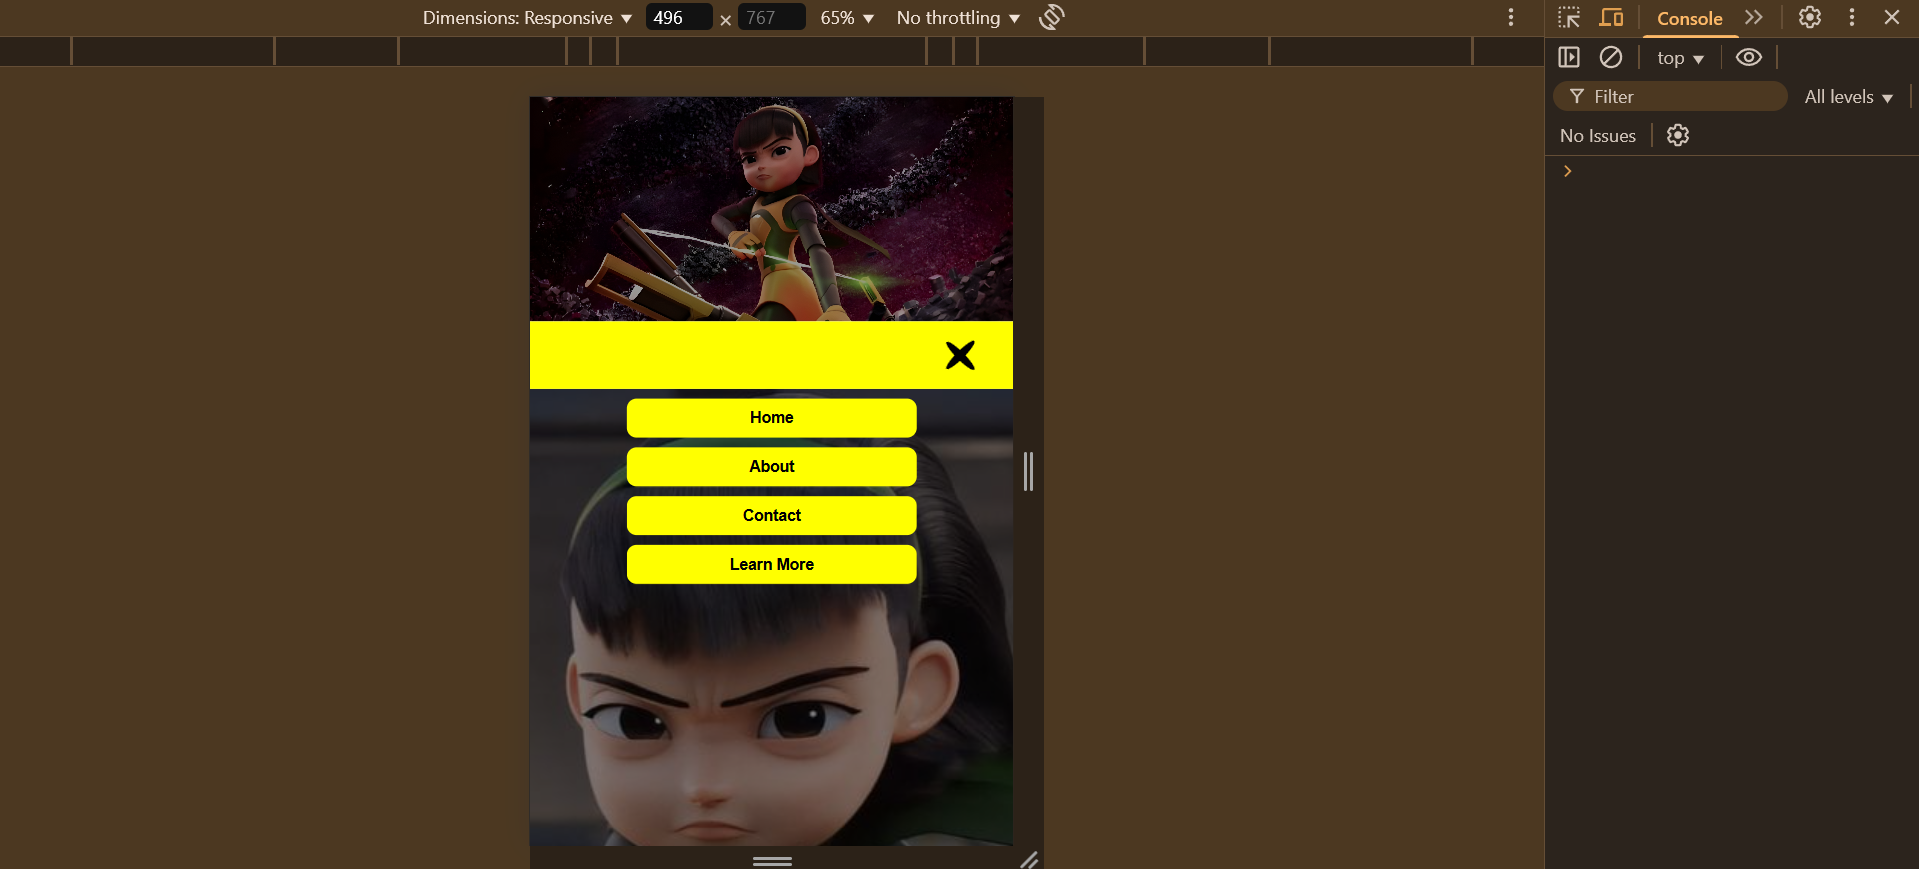 Dimensions: Responsive 496 × 767 65% No throttling
Console
top
Filter All levels
No Issues
Home
About
Contact
Learn More